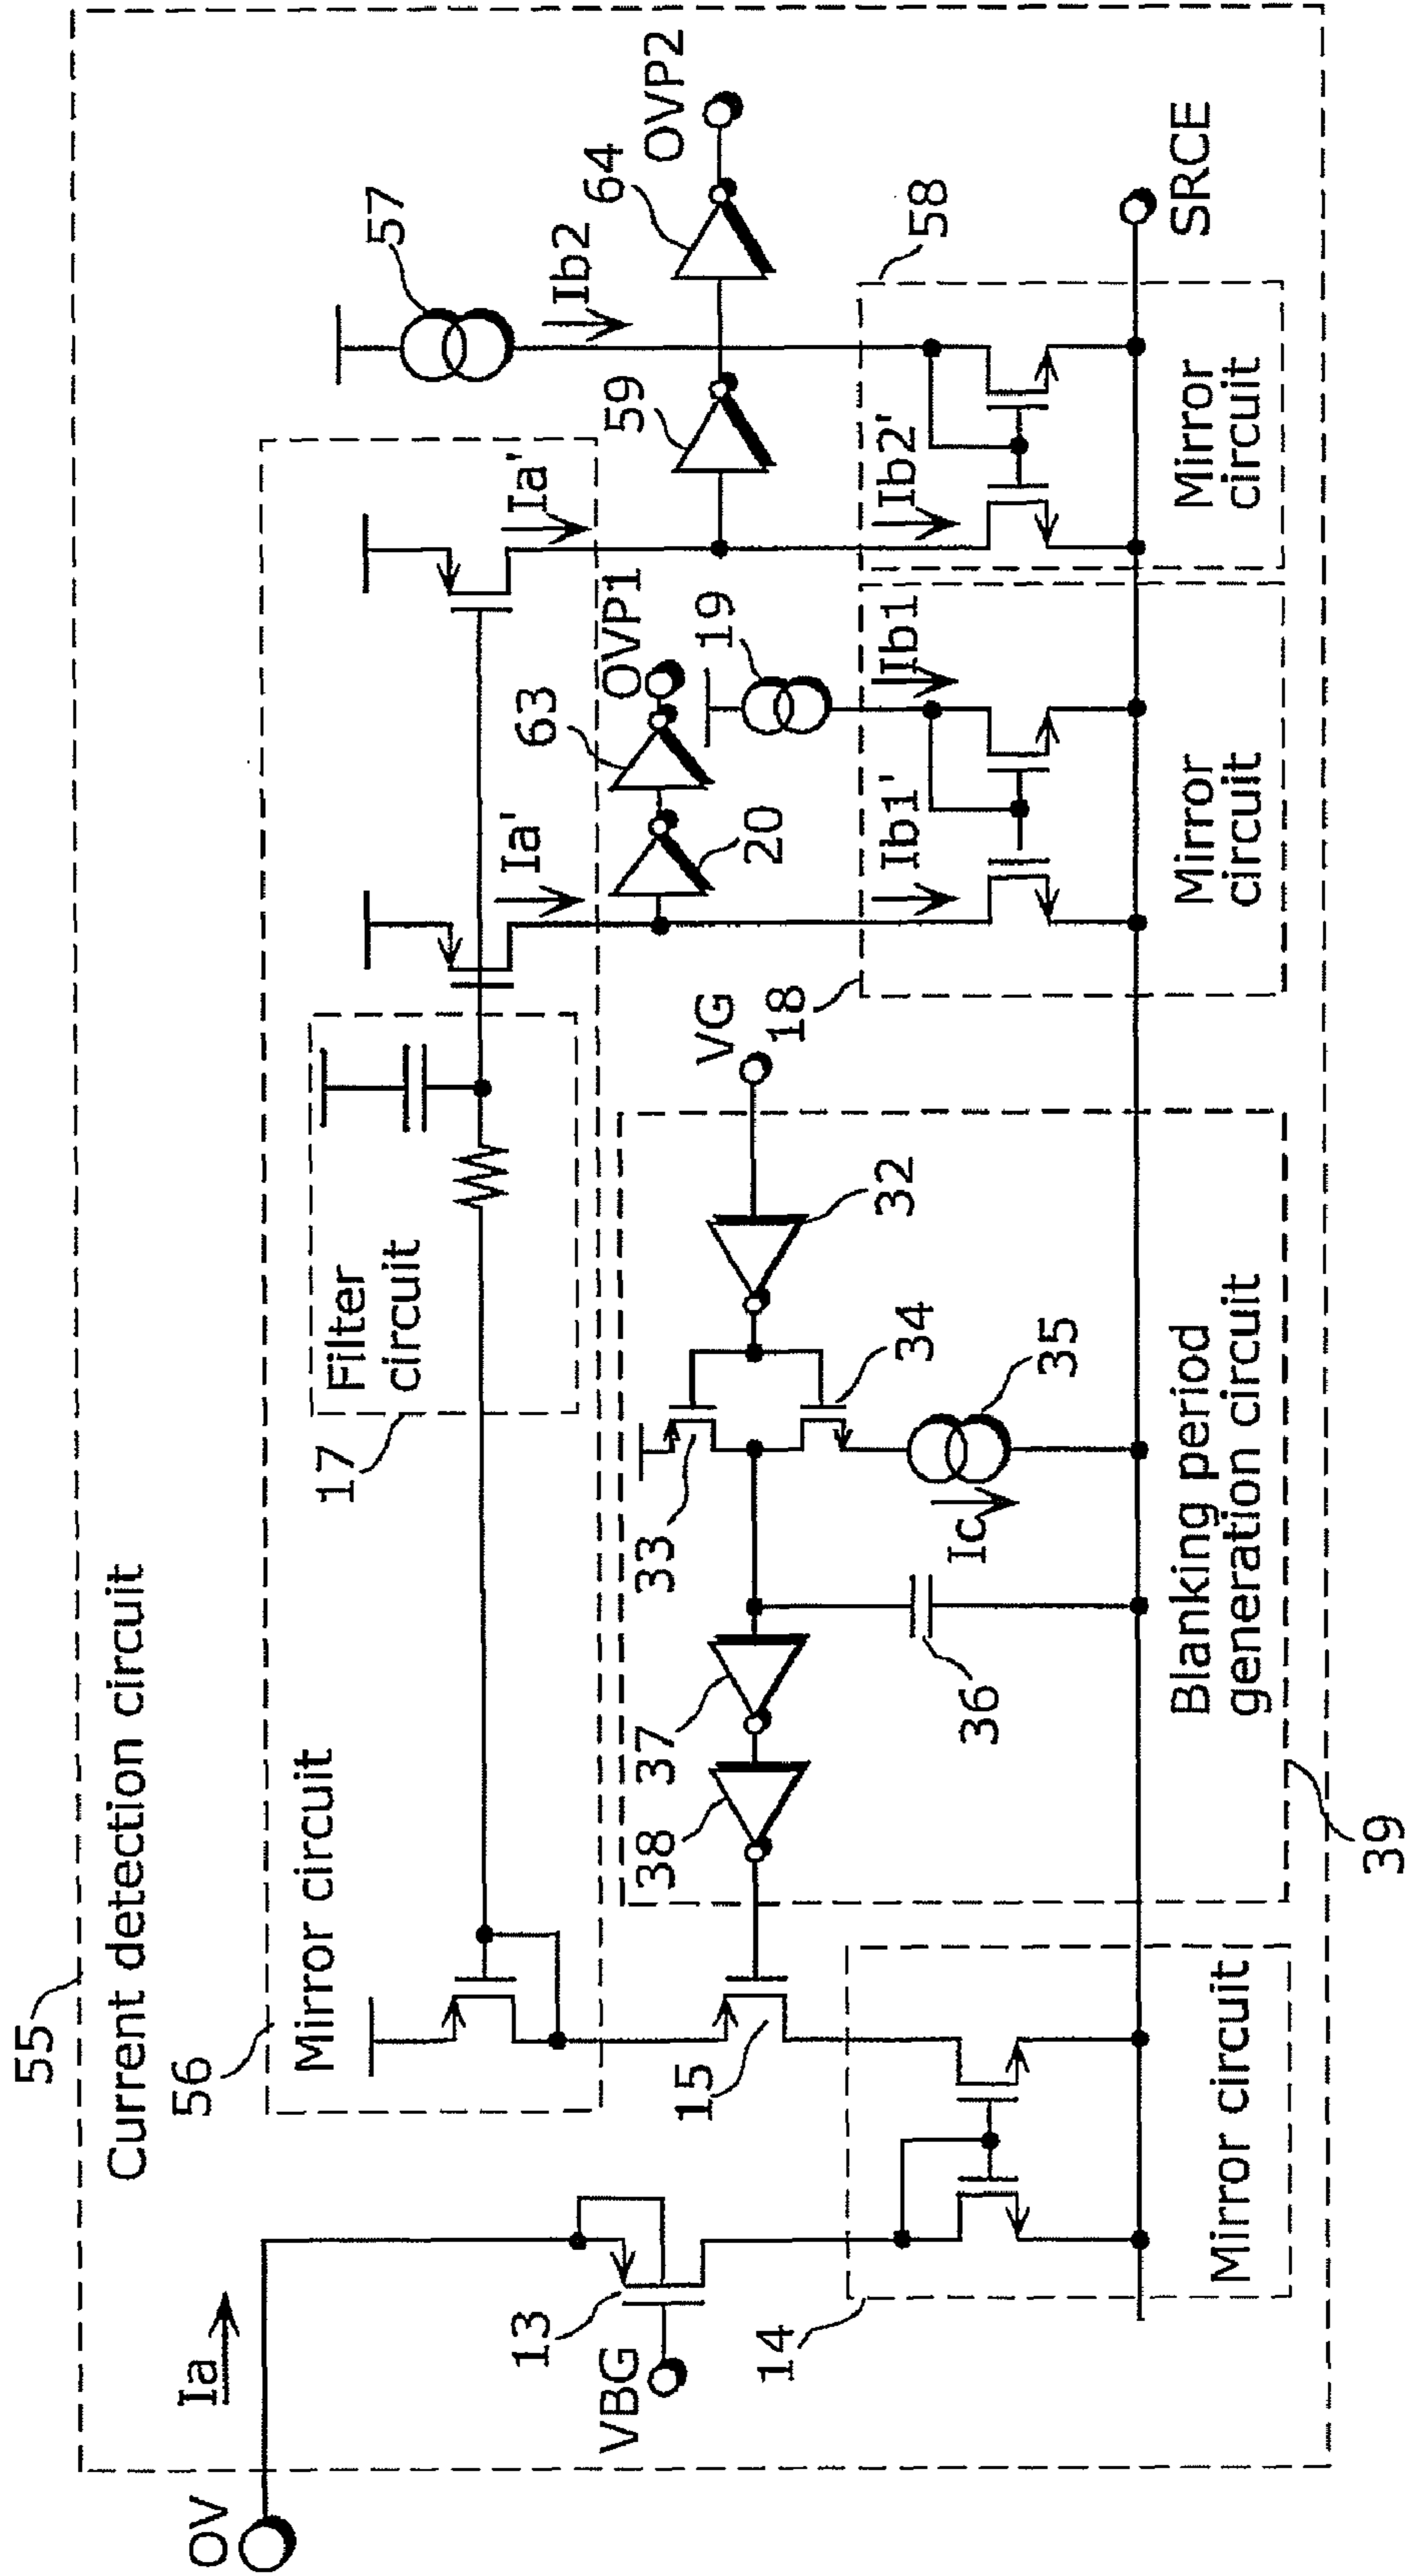 55
Current detection circuit
56
Mirror circuit
OV
Ia
13
VBG
14
Mirror circuit
15
17
Filter
circuit
33
34
35
Ic
36
37
38
32
VG
Blanking period
generation circuit
39
Ia'
Ia'
63
OVP1
20
19
18
Ib1'
Ib1
Mirror
circuit
57
Ib2
59
64
OVP2
58
Ib2'
Mirror
circuit
SRCE